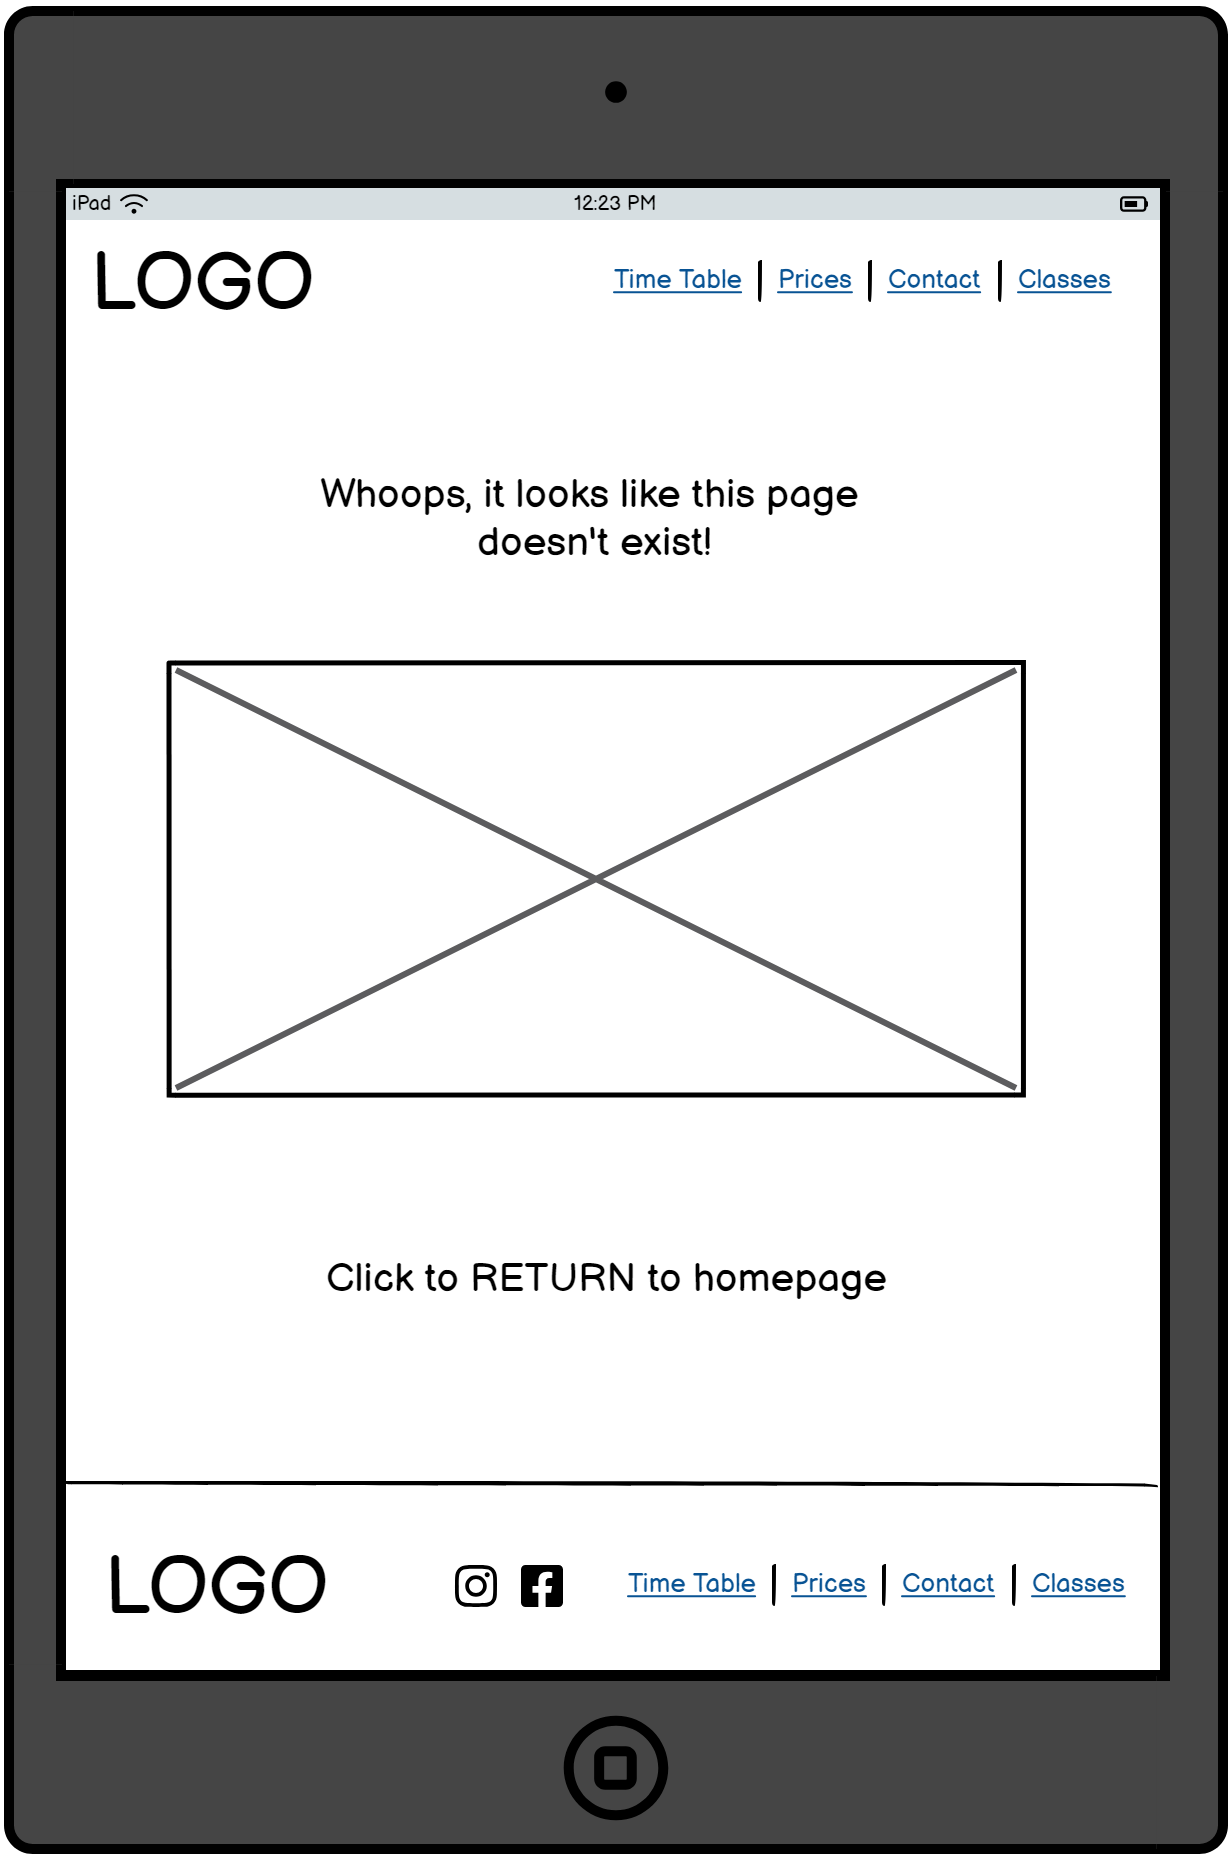 iPad 12:23 PM
LOGO Time Table Prices Contact Classes
Whoops, it looks like this page
doesn't exist!
Click to RETURN to homepage
LOGO Time Table Prices Contact Classes